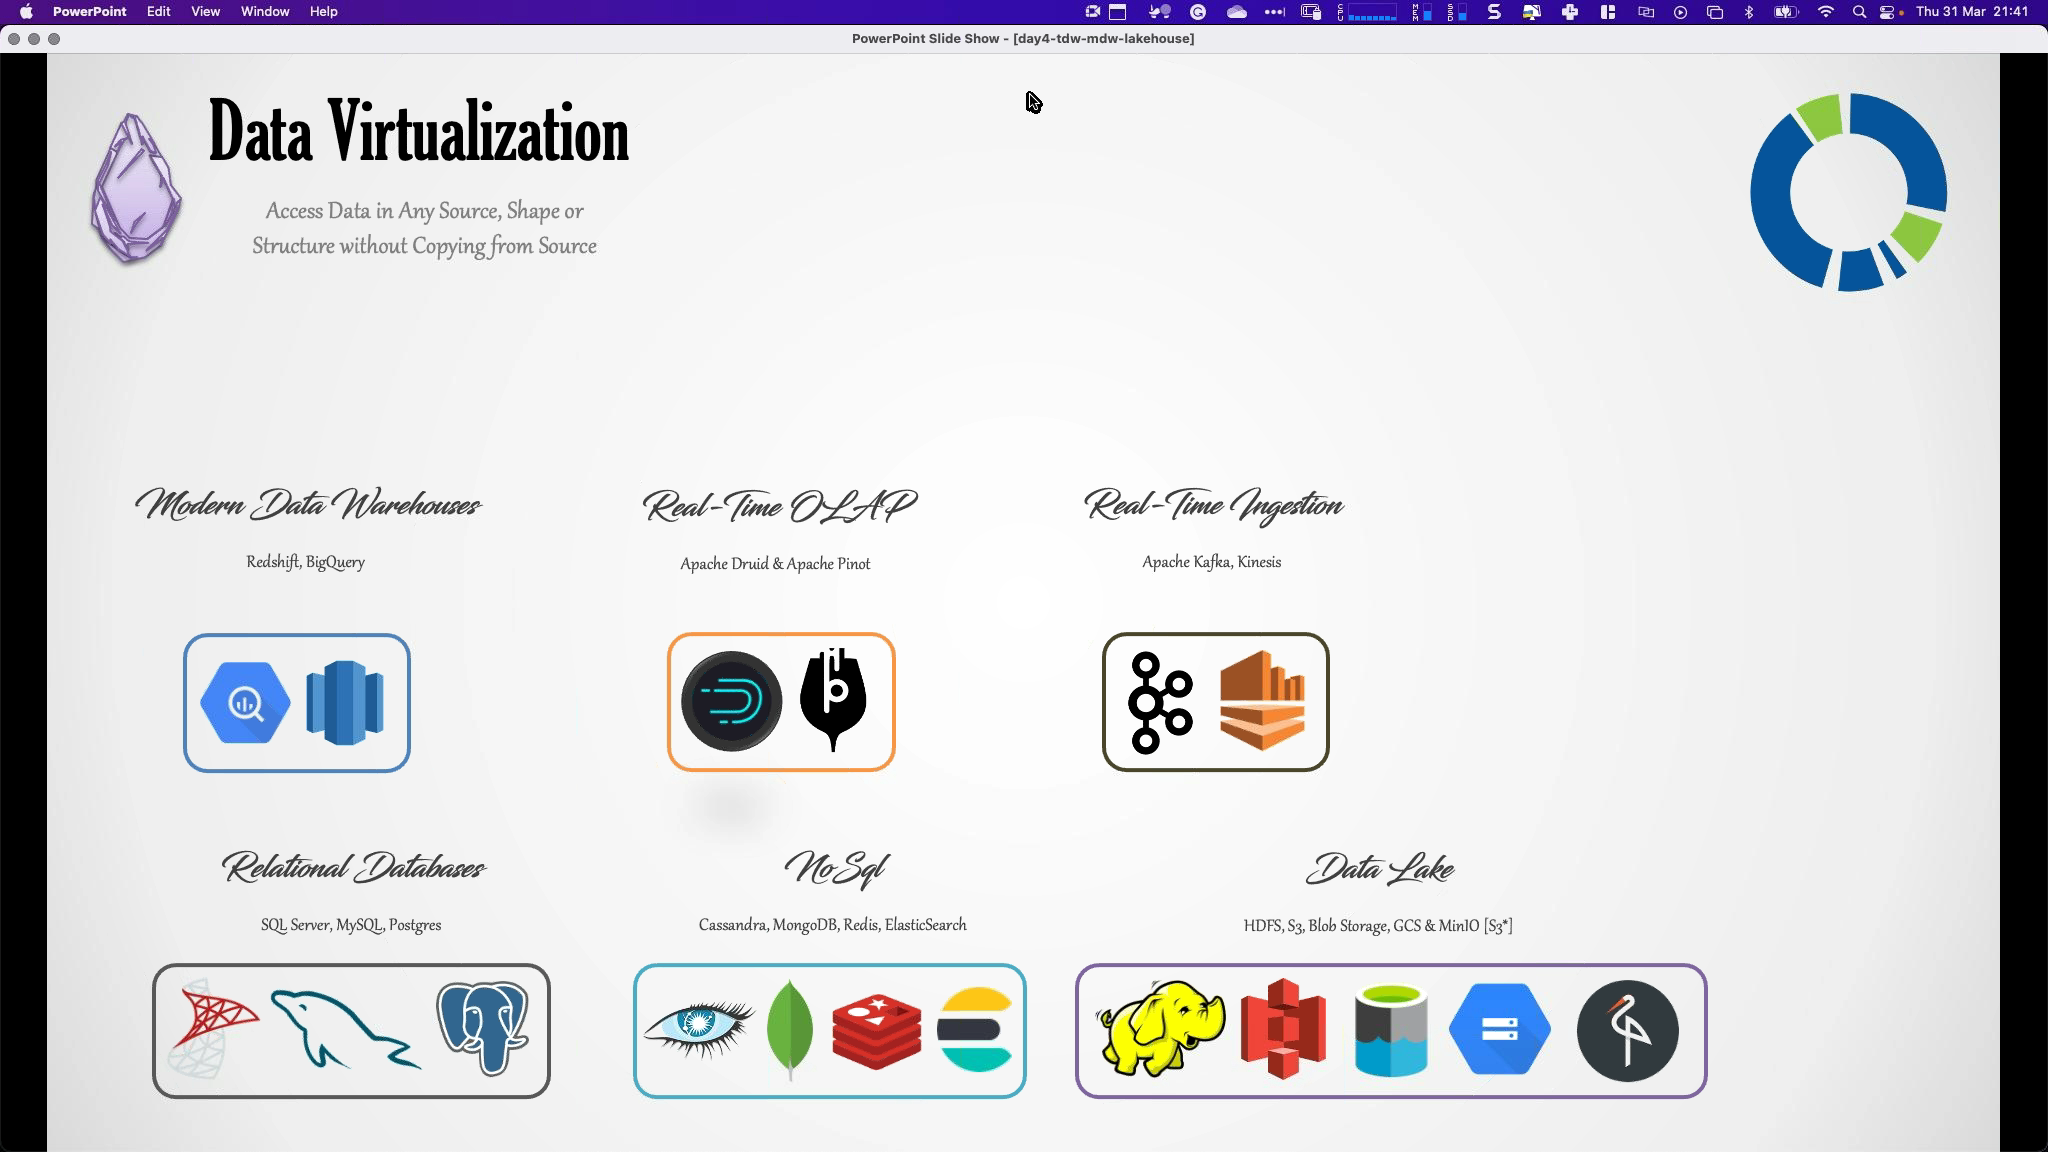 PowerPoint Edit View Window Help
Thu 31 Mar 21:41
PowerPoint Slide Show - [day4-tdw-mdw-lakehouse]
Data Virtualization
Access Data in Any Source, Shape or
Structure without Copying from Source
Modern Data Warehouses
Redshift, BigQuery
Real-Time OLAP
Apache Druid & Apache Pinot
Real-Time Ingestion
Apache Kafka, Kinesis
Relational Databases
SQL Server, MySQL, Postgres
NoSql
Cassandra, MongoDB, Redis, ElasticSearch
Data Lake
HDFS, S3, Blob Storage, GCS & MinIO [S3*]